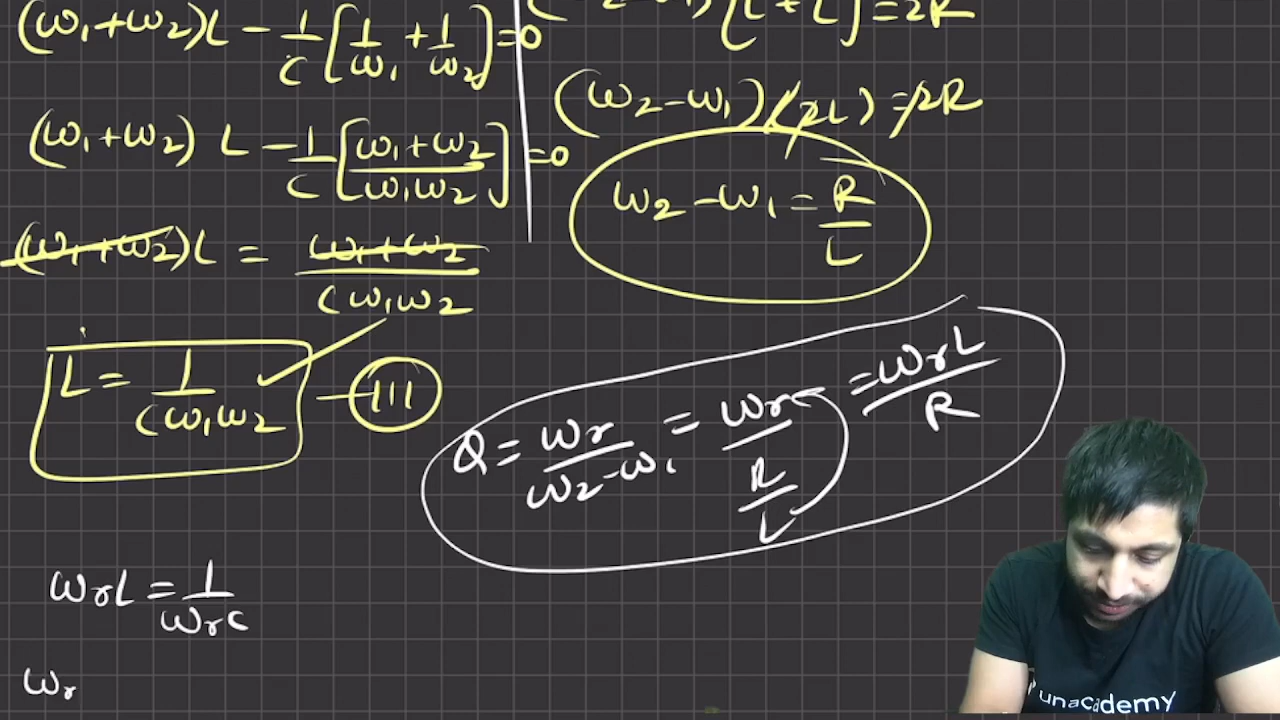 (ω₁+ω₂)L − 1/C [1/ω₁ + 1/ω₂] = 0
(ω₁+ω₂) L − 1/C [ω₁+ω₂/ω₁ω₂] = 0
(ω₁+ω₂)L = ω₁+ω₂/Cω₁ω₂
L = 1/Cω₁ω₂ — III
ωrL = 1/ωrC
ωr
[L + L] = 2R
(ω₂−ω₁)(2L) = 2R
ω₂−ω₁ = R/L
Q = ωr/ω₂−ω₁ = ωr/R/L = ωrL/R
unacademy